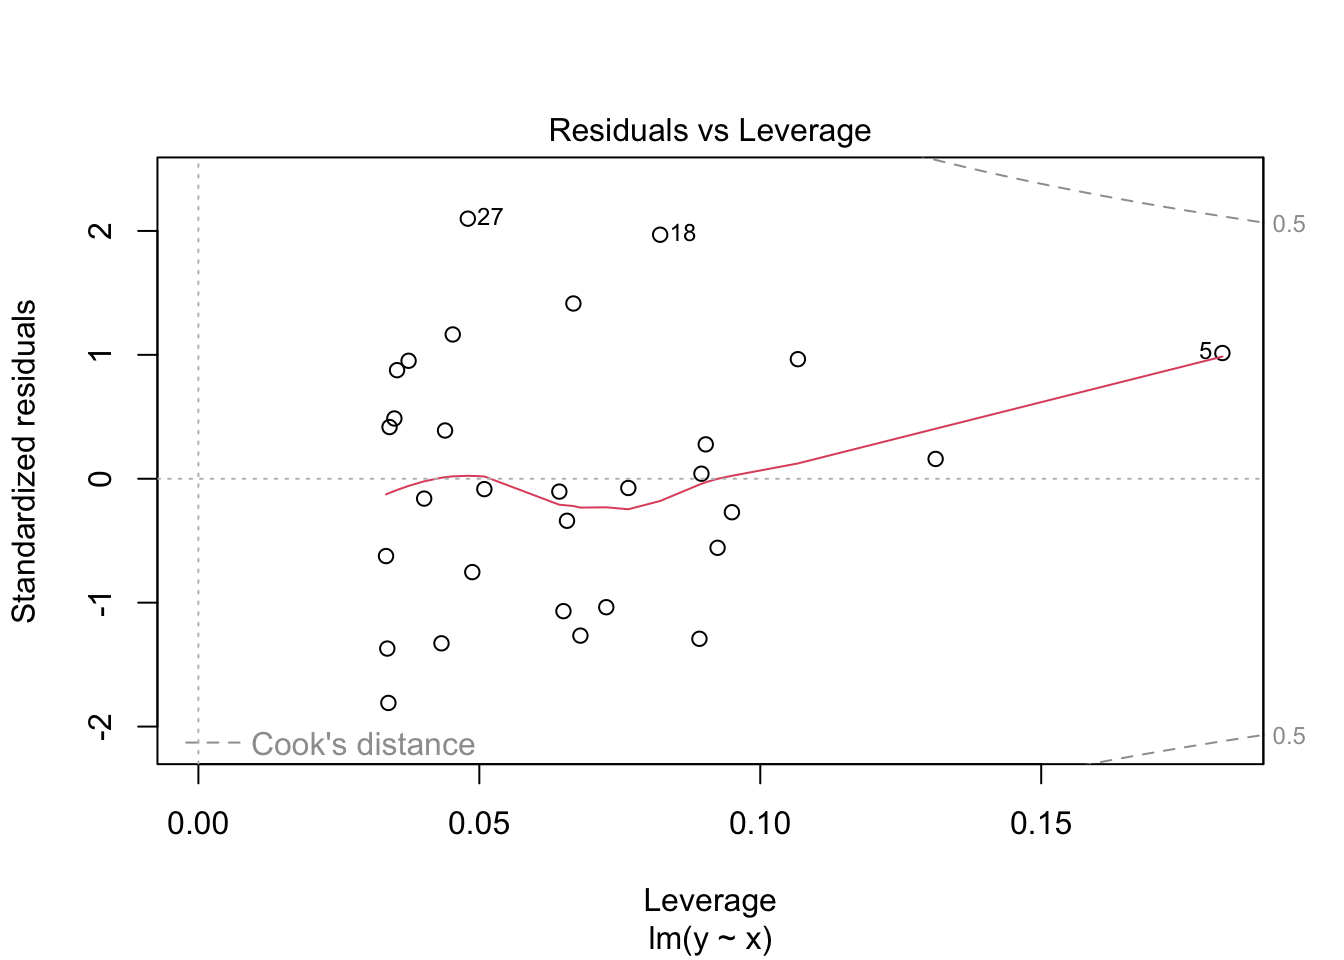 Residuals vs Leverage
Standardized residuals
2
1
0
-1
-2
27
18
5
0.5
0.5
Cook's distance
0.00 0.05 0.10 0.15
Leverage
lm(y ~ x)